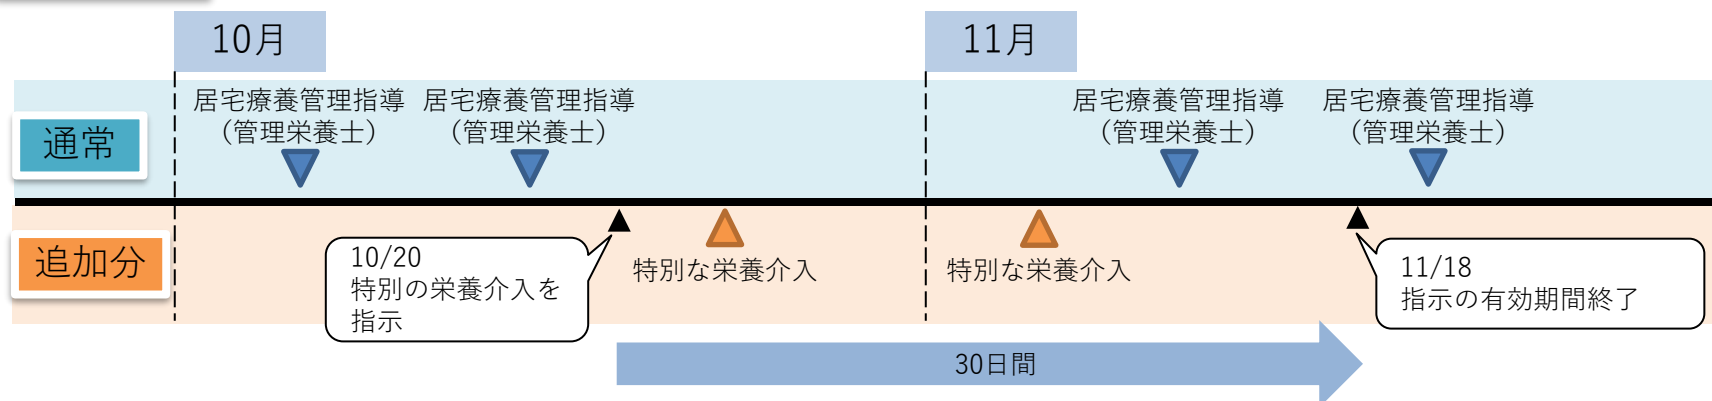 10月
11月
通常
居宅療養管理指導
（管理栄養士）
居宅療養管理指導
（管理栄養士）
居宅療養管理指導
（管理栄養士）
居宅療養管理指導
（管理栄養士）
追加分
10/20
特別の栄養介入を
指示
特別な栄養介入
特別な栄養介入
11/18
指示の有効期間終了
30日間